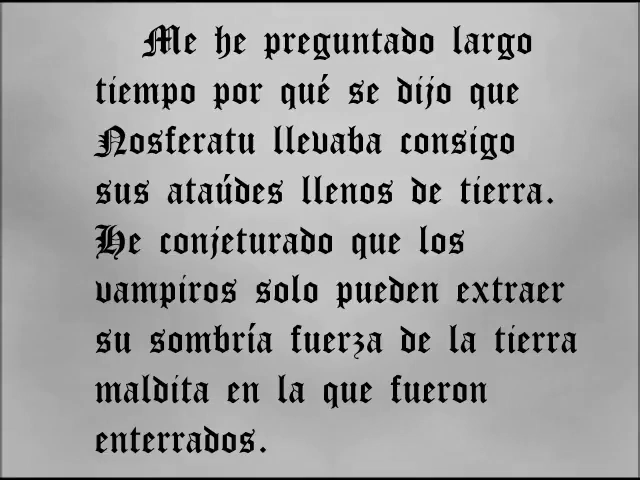 Me he preguntado largo
tiempo por qué se dijo que
Nosferatu llevaba consigo
sus ataúdes llenos de tierra.
He conjeturado que los
vampiros solo pueden extraer
su sombría fuerza de la tierra
maldita en la que fueron
enterrados.